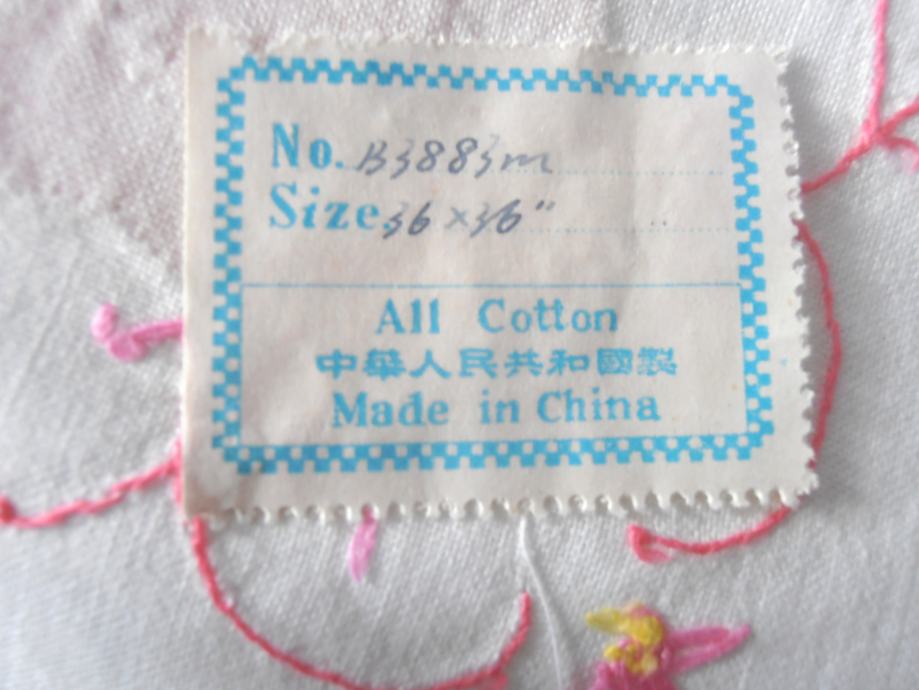 No. B3883m
Size. 36 x 36"
All Cotton
中華人民共和國製
Made in China